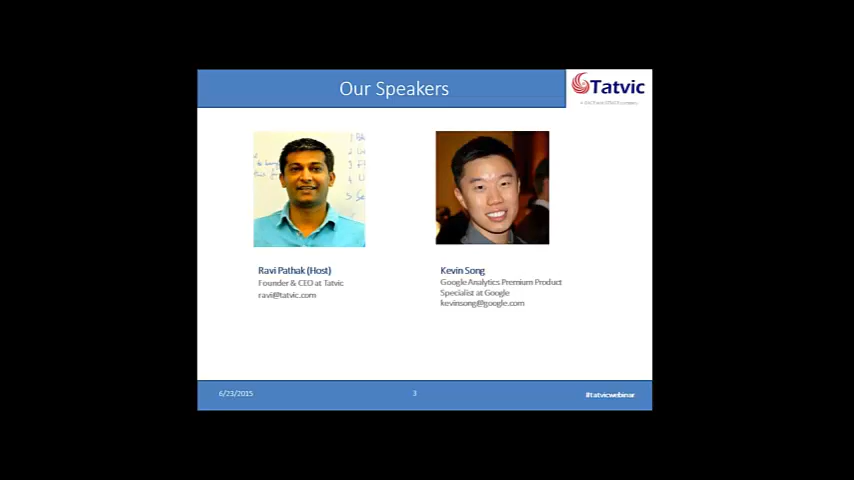 Our Speakers
Tatvic
Ravi Pathak (Host)
Founder & CEO at Tatvic
ravi@tatvic.com
Kevin Song
Google Analytics Premium Product
Specialist at Google
kevinsong@google.com
6/23/2015
3
#tatvicwebinar